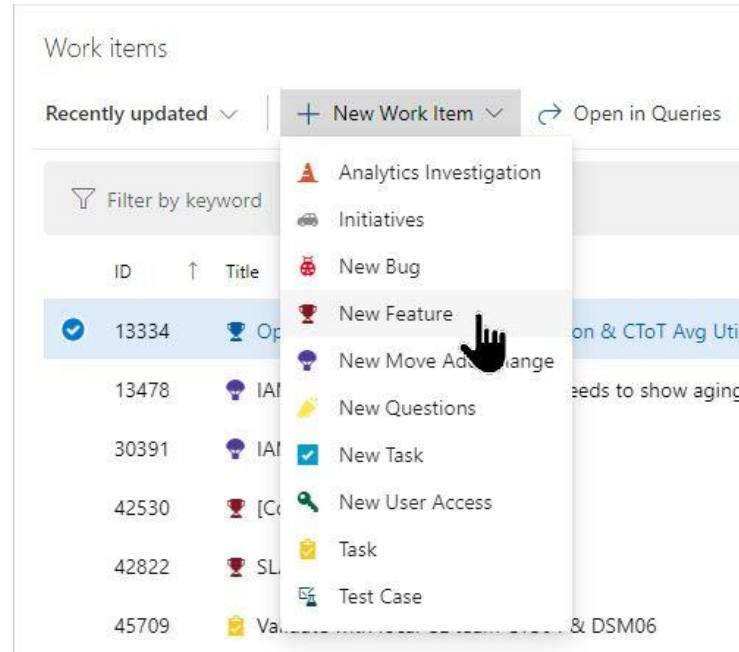 Work items
Recently updated New Work Item Open in Queries
Filter by keyword
Analytics Investigation
Initiatives
New Bug
New Feature
New Move Add
New Questions
New Task
New User Access
Task
Test Case
ID Title
13334 on & CToT Avg Uti
13478 eeds to show aging
30391
42530
42822
45709 & DSM06